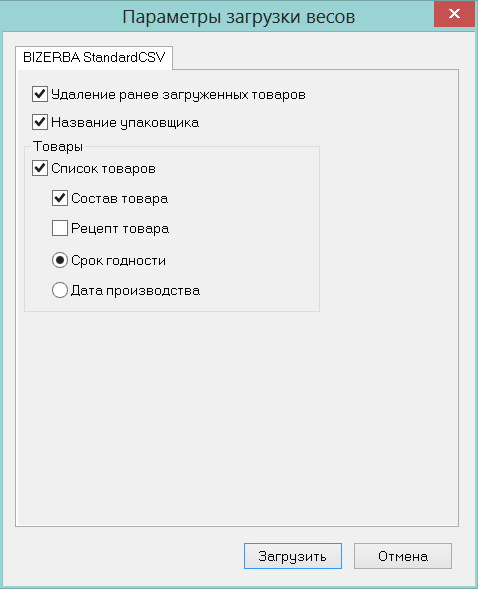 Параметры загрузки весов
BIZERBA StandardCSV
Удаление ранее загруженных товаров
Название упаковщика
Товары
Список товаров
Состав товара
Рецепт товара
Срок годности
Дата производства
Загрузить
Отмена